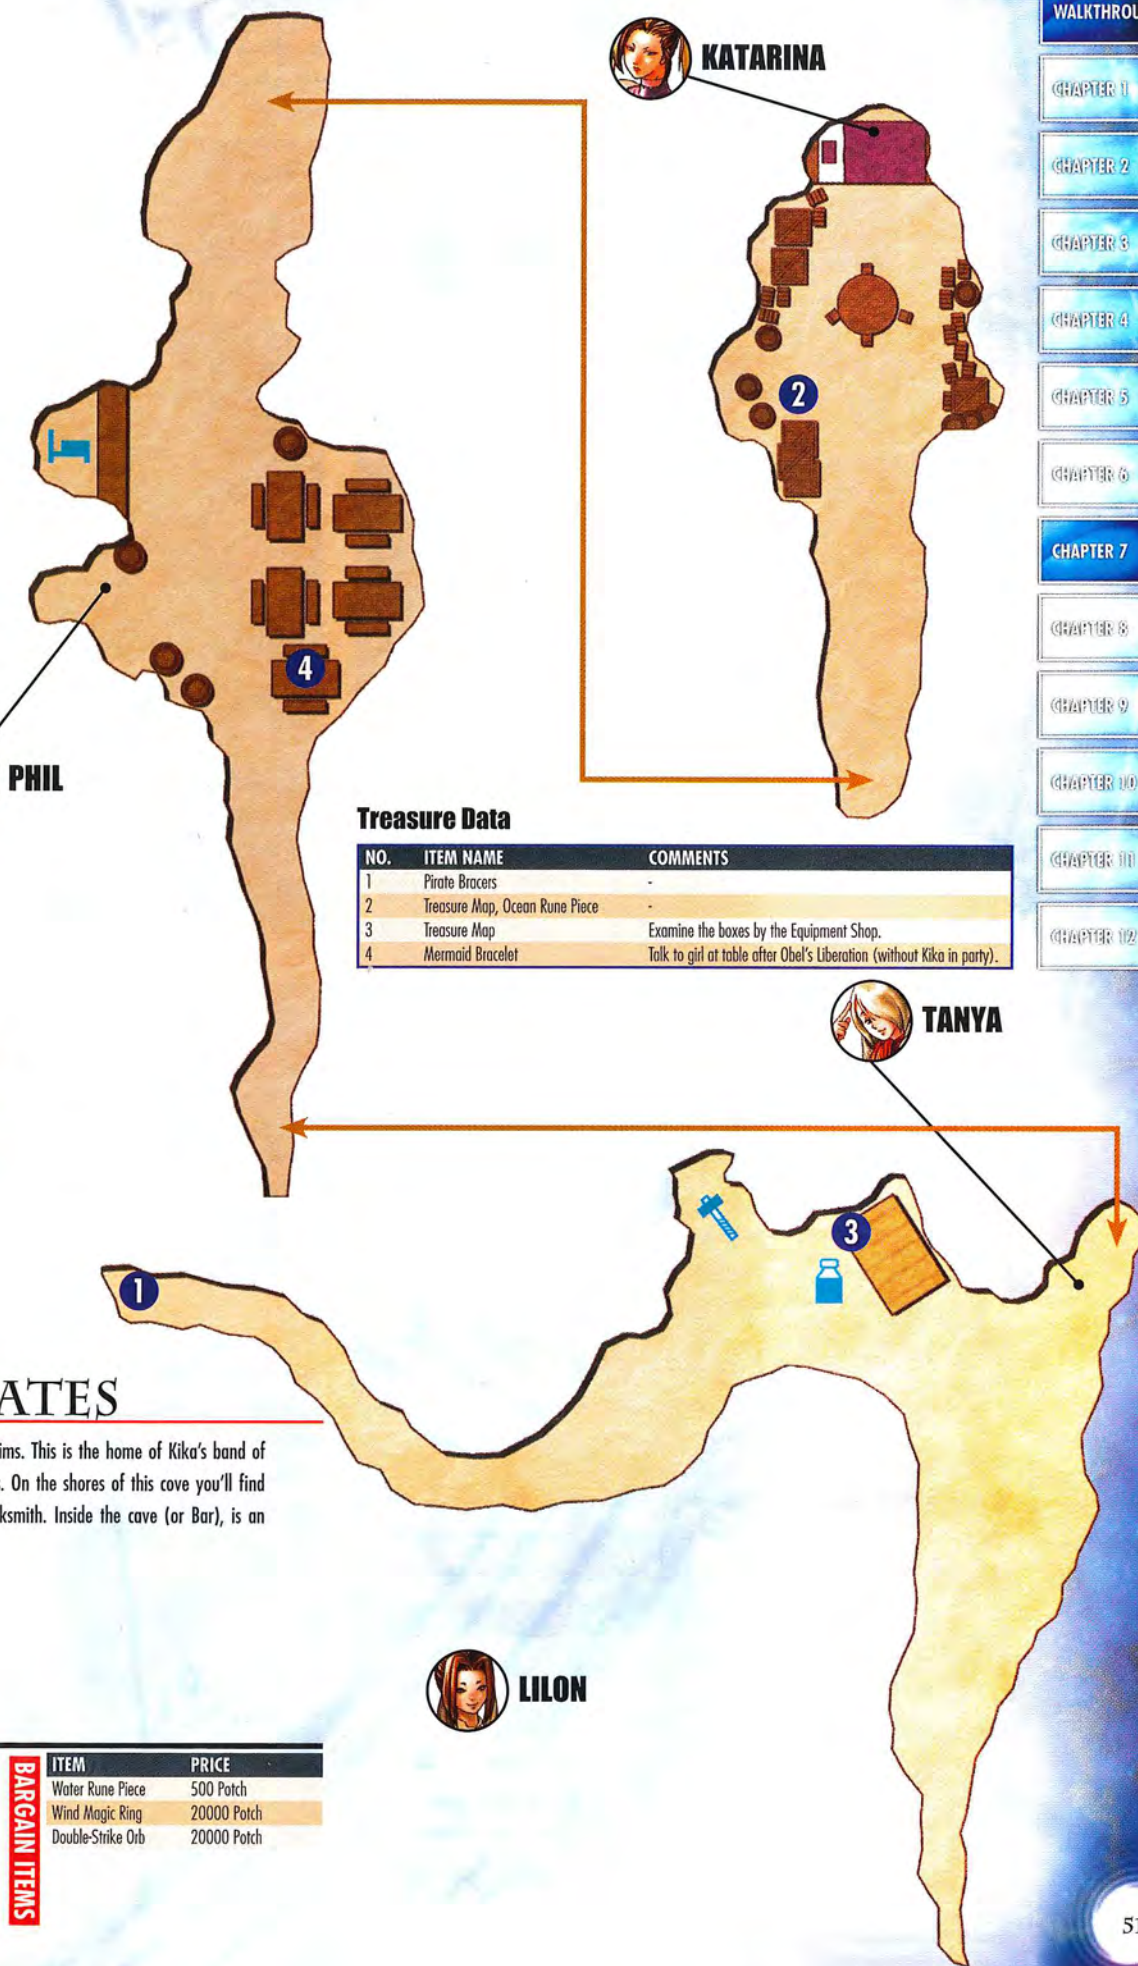 WALKTHROU
KATARINA
CHAPTER 1
CHAPTER 2
CHAPTER 3
CHAPTER 4
CHAPTER 5
CHAPTER 6
CHAPTER 7
CHAPTER 8
CHAPTER 9
CHAPTER 10
CHAPTER 11
CHAPTER 12
2
4
PHIL
Treasure Data
NO. ITEM NAME COMMENTS
1 Pirate Bracers -
2 Treasure Map, Ocean Rune Piece -
3 Treasure Map Examine the boxes by the Equipment Shop.
4 Mermaid Bracelet Talk to girl at table after Obel's Liberation (without Kika in party).
TANYA
3
1
ATES
ims. This is the home of Kika's band of
. On the shores of this cove you'll find
ksmith. Inside the cave (or Bar), is an
LILON
BARGAIN ITEMS
ITEM PRICE
Water Rune Piece 500 Potch
Wind Magic Ring 20000 Potch
Double-Strike Orb 20000 Potch
51